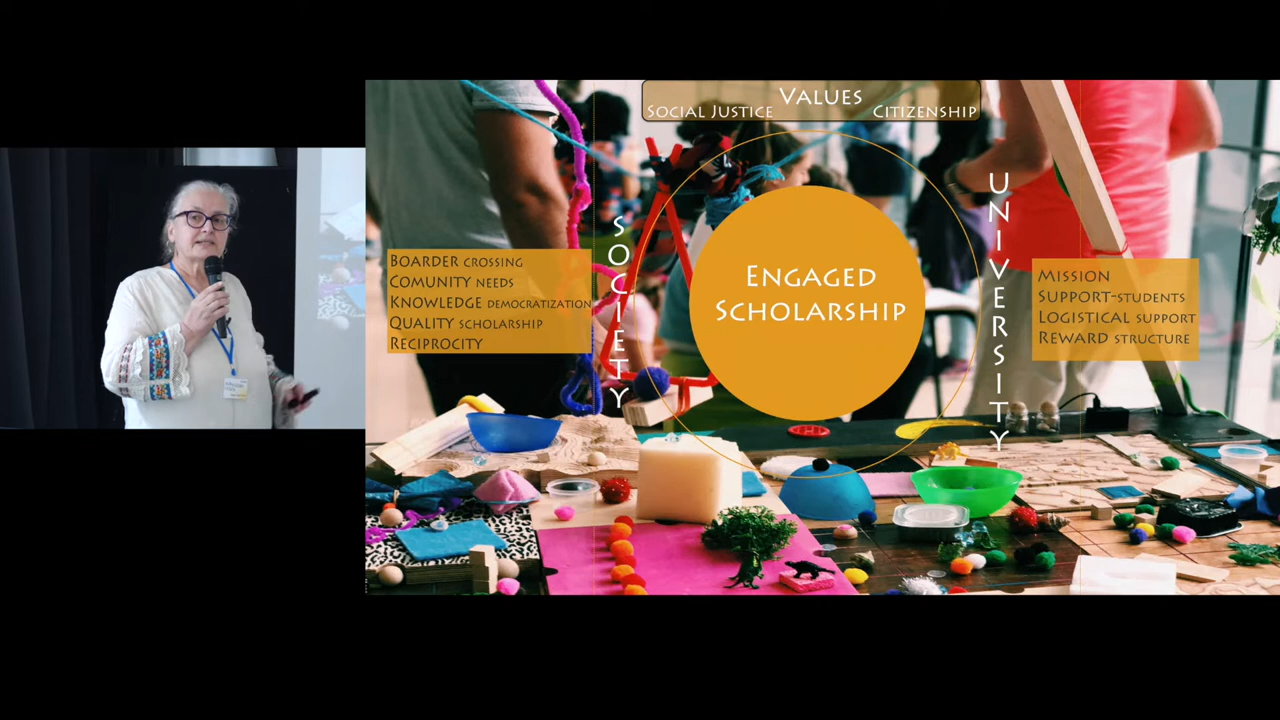 Values
Social Justice Citizenship
Engaged
Scholarship
SOCIETY
UNIVERSITY
Boarder crossing
Comunity needs
Knowledge democratization
Quality scholarship
Reciprocity
Mission
Support-students
Logistical support
Reward structure